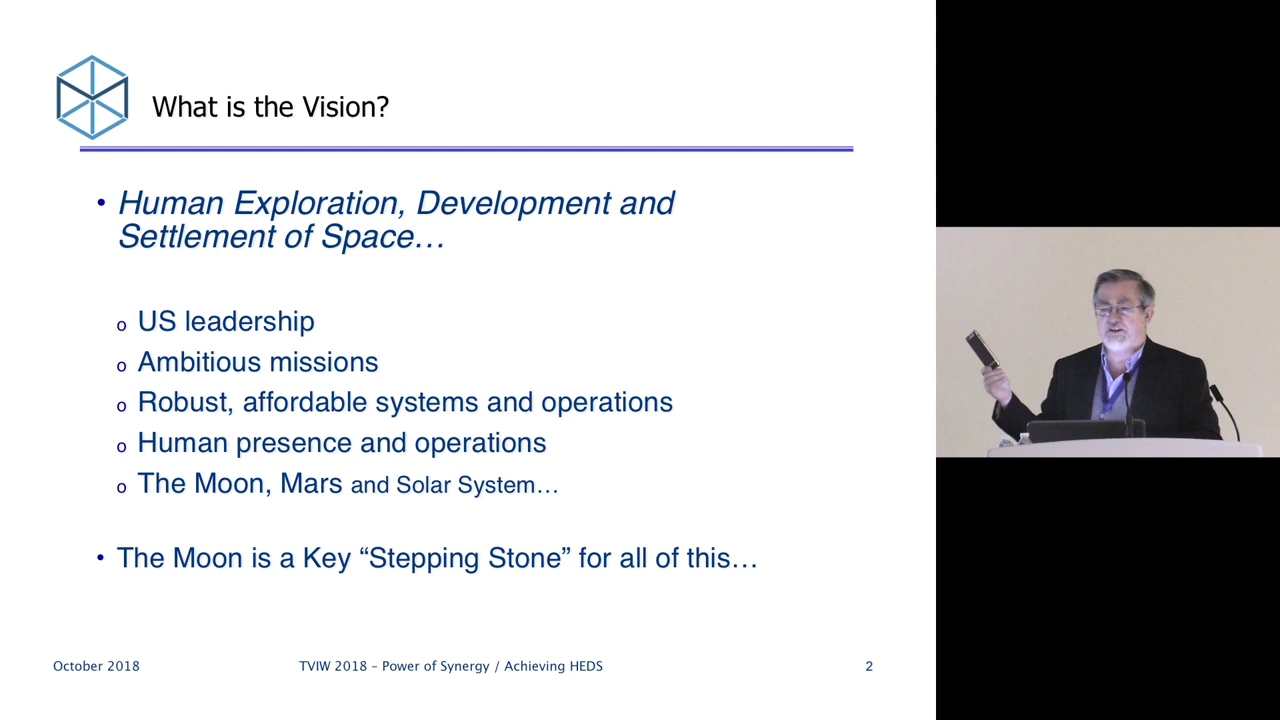 What is the Vision?
• Human Exploration, Development and
Settlement of Space…
o US leadership
o Ambitious missions
o Robust, affordable systems and operations
o Human presence and operations
o The Moon, Mars and Solar System…
• The Moon is a Key “Stepping Stone” for all of this…
October 2018 TVIW 2018 – Power of Synergy / Achieving HEDS 2